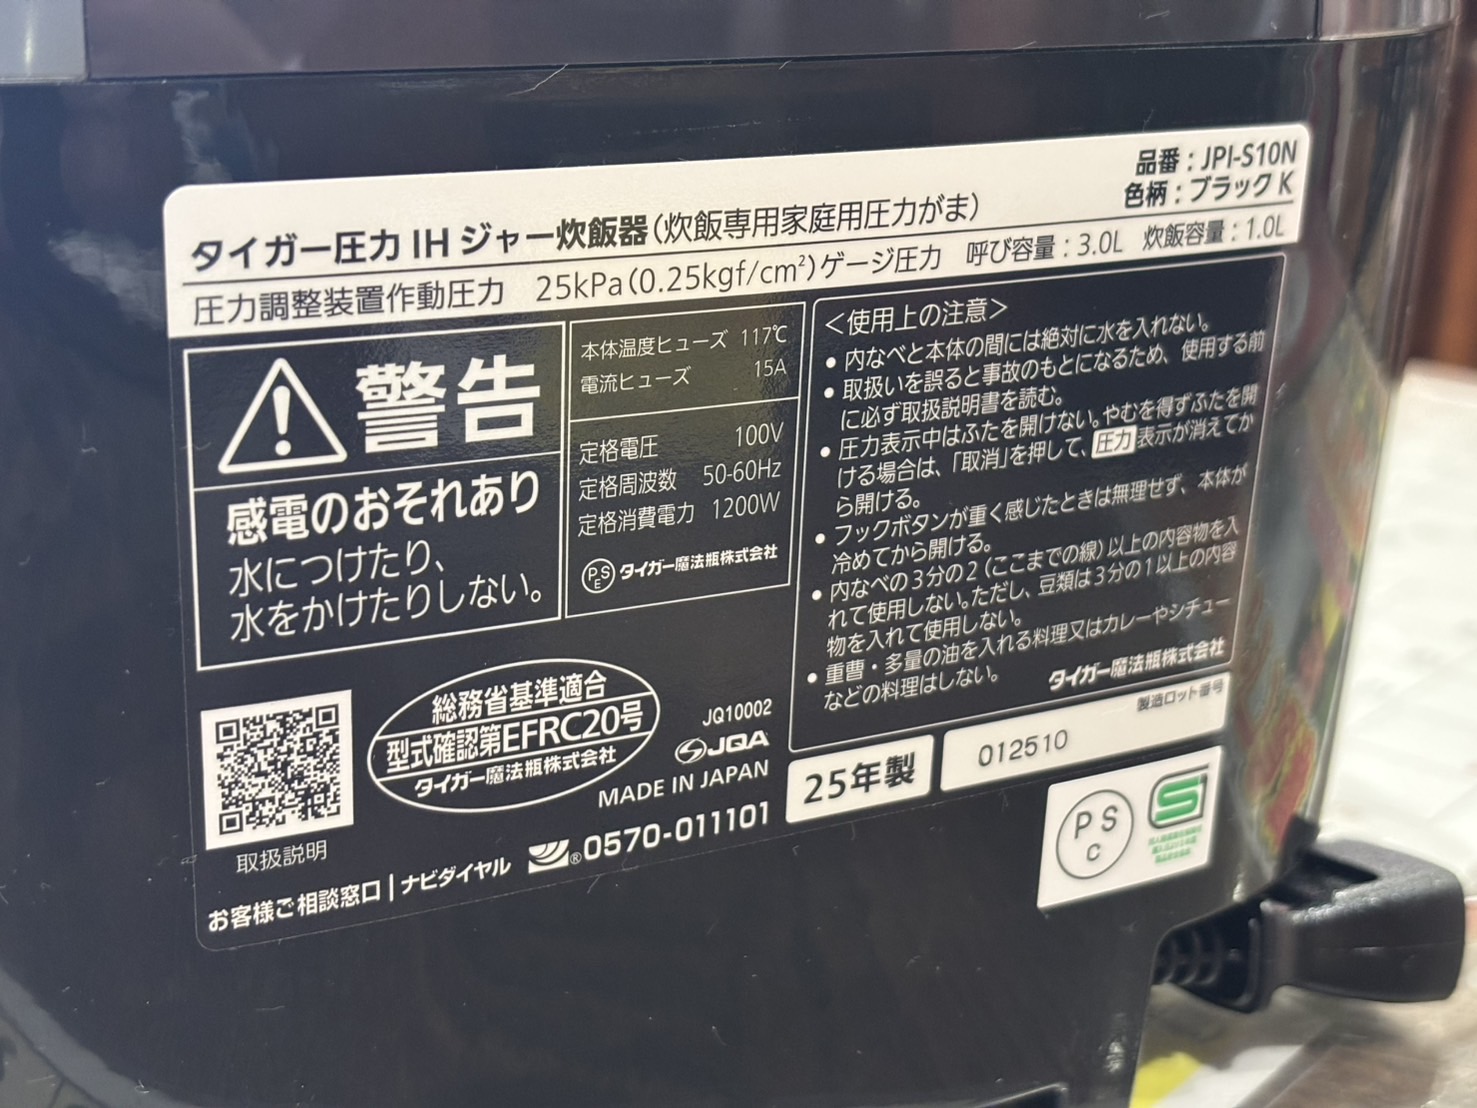 品番：JPI-S10N
色柄：ブラックK
タイガー圧力IHジャー炊飯器（炊飯専用家庭用圧力がま）
圧力調整装置作動圧力 25kPa(0.25kgf/cm²)ゲージ圧力 呼び容量：3.0L 炊飯容量：1.0L
警告
感電のおそれあり
水につけたり、
水をかけたりしない。
本体温度ヒューズ 117℃
電流ヒューズ 15A
定格電圧 100V
定格周波数 50-60Hz
定格消費電力 1200W
PSE タイガー魔法瓶株式会社
＜使用上の注意＞
●内なべと本体の間には絶対に水を入れない。
●取扱いを誤ると事故のもとになるため、使用する前
に必ず取扱説明書を読む。
●圧力表示中はふたを開けない。やむを得ずふたを開
ける場合は、「取消」を押して、圧力表示が消えてか
ら開ける。
●フックボタンが重く感じたときは無理せず、本体が
冷めてから開ける。
●内なべの3分の2（ここまでの線）以上の内容物を入
れて使用しない。ただし、豆類は3分の1以上の内容
物を入れて使用しない。
●重曹・多量の油を入れる料理又はカレーやシチュー
などの料理はしない。
タイガー魔法瓶株式会社
総務省基準適合
型式確認第EFRC20号
タイガー魔法瓶株式会社
JQ10002
JQA
MADE IN JAPAN
取扱説明
お客様ご相談窓口｜ナビダイヤル ®0570-011101
25年製
製造ロット番号
012510
PSC
S